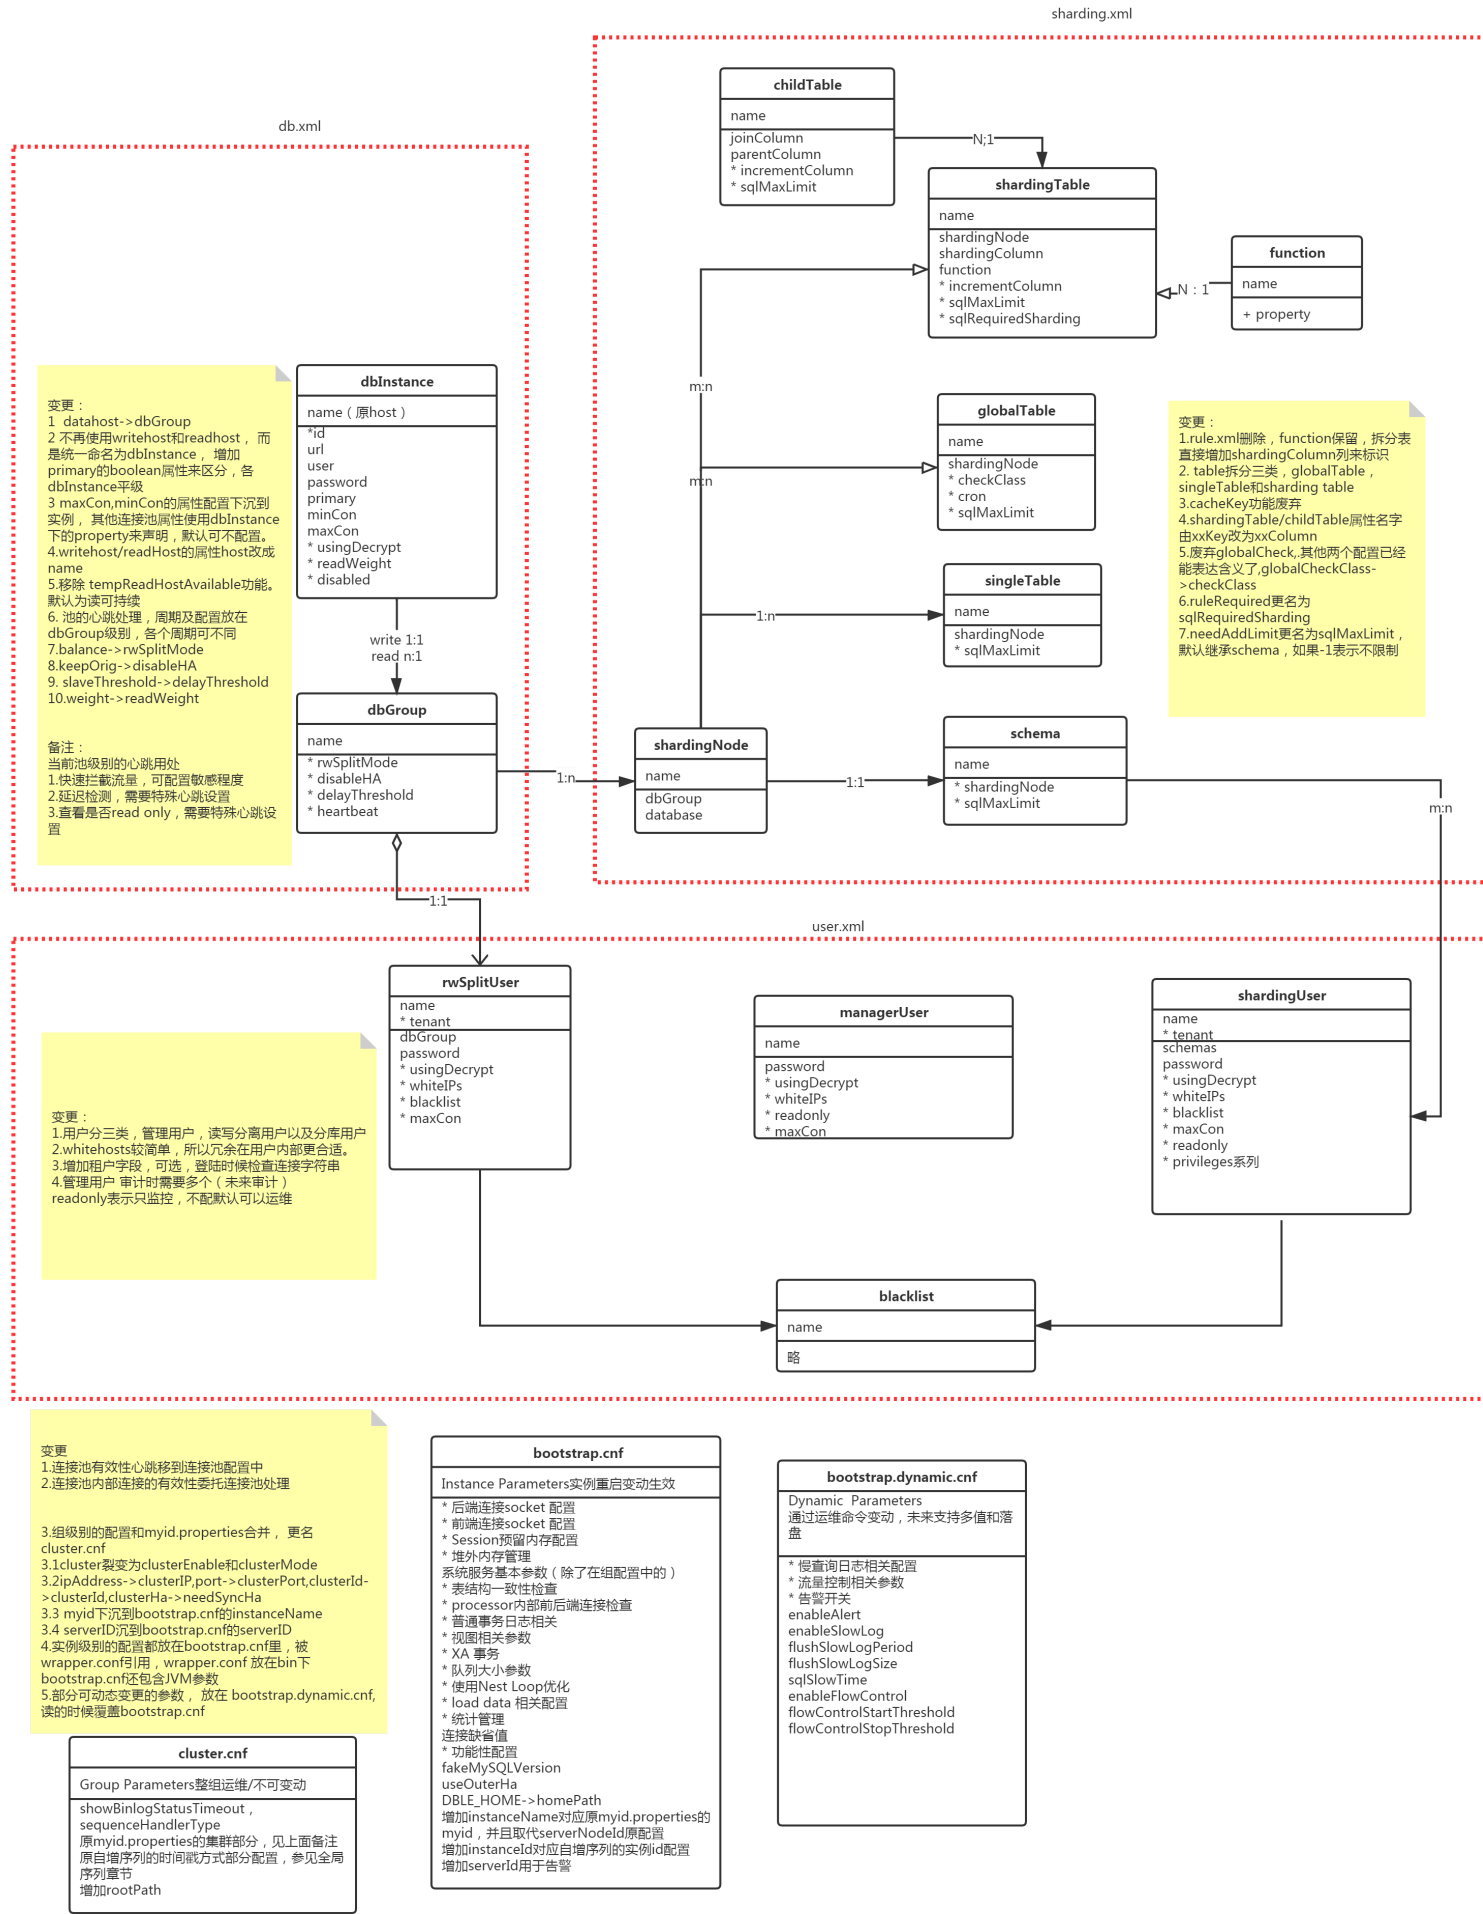 sharding.xml
childTable
name
joinColumn
parentColumn
* incrementColumn
* sqlMaxLimit
N;1
shardingTable
name
shardingNode
shardingColumn
function
* incrementColumn
* sqlMaxLimit
* sqlRequiredSharding
function
name
+ property
N：1
m:n
globalTable
name
shardingNode
* checkClass
* cron
* sqlMaxLimit
m:n
singleTable
name
shardingNode
* sqlMaxLimit
1:n
变更：
1.rule.xml删除，function保留，拆分表
直接增加shardingColumn列来标识
2. table拆分三类，globalTable，
singleTable和sharding table
3.cacheKey功能废弃
4.shardingTable/childTable属性名字
由xxKey改为xxColumn
5.废弃globalCheck,.其他两个配置已经
能表达含义了,globalCheckClass-
>checkClass
6.ruleRequired更名为
sqlRequiredSharding
7.needAddLimit更名为sqlMaxLimit，
默认继承schema，如果-1表示不限制
shardingNode
name
dbGroup
database
1:1
schema
name
* shardingNode
* sqlMaxLimit
m:n
db.xml
变更：
1  datahost->dbGroup
2 不再使用writehost和readhost， 而
是统一命名为dbInstance， 增加
primary的boolean属性来区分，各
dbInstance平级
3 maxCon,minCon的属性配置下沉到
实例， 其他连接池属性使用dbInstance
下的property来声明，默认可不配置。
4.writehost/readHost的属性host改成
name
5.移除 tempReadHostAvailable功能。
默认为读可持续
6. 池的心跳处理，周期及配置放在
dbGroup级别，各个周期可不同
7.balance->rwSplitMode
8.keepOrig->disableHA
9. slaveThreshold->delayThreshold
10.weight->readWeight
备注：
当前池级别的心跳用处
1.快速拦截流量，可配置敏感程度
2.延迟检测，需要特殊心跳设置
3.查看是否read only，需要特殊心跳设
置
dbInstance
name（原host）
*id
url
user
password
primary
minCon
maxCon
* usingDecrypt
* readWeight
* disabled
write 1:1
read n:1
dbGroup
name
* rwSplitMode
* disableHA
* delayThreshold
* heartbeat
1:n
1:1
user.xml
变更：
1.用户分三类，管理用户，读写分离用户以及分库用户
2.whitehosts较简单，所以冗余在用户内部更合适。
3.增加租户字段，可选，登陆时候检查连接字符串
4.管理用户 审计时需要多个（未来审计）
readonly表示只监控，不配默认可以运维
rwSplitUser
name
* tenant
dbGroup
password
* usingDecrypt
* whiteIPs
* blacklist
* maxCon
managerUser
name
password
* usingDecrypt
* whiteIPs
* readonly
* maxCon
shardingUser
name
* tenant
schemas
password
* usingDecrypt
* whiteIPs
* blacklist
* maxCon
* readonly
* privileges系列
blacklist
name
略
变更
1.连接池有效性心跳移到连接池配置中
2.连接池内部连接的有效性委托连接池处理
3.组级别的配置和myid.properties合并， 更名
cluster.cnf
3.1cluster裂变为clusterEnable和clusterMode
3.2ipAddress->clusterIP,port->clusterPort,clusterId-
>clusterId,clusterHa->needSyncHa
3.3 myid下沉到bootstrap.cnf的instanceName
3.4 serverID沉到bootstrap.cnf的serverID
4.实例级别的配置都放在bootstrap.cnf里，被
wrapper.conf引用，wrapper.conf 放在bin下
bootstrap.cnf还包含JVM参数
5.部分可动态变更的参数， 放在 bootstrap.dynamic.cnf,
读的时候覆盖bootstrap.cnf
cluster.cnf
Group Parameters整组运维/不可变动
showBinlogStatusTimeout，
sequenceHandlerType
原myid.properties的集群部分，见上面备注
原自增序列的时间戳方式部分配置，参见全局
序列章节
增加rootPath
bootstrap.cnf
Instance Parameters实例重启变动生效
* 后端连接socket 配置
* 前端连接socket 配置
* Session预留内存配置
* 堆外内存管理
系统服务基本参数（除了在组配置中的）
* 表结构一致性检查
* processor内部前后端连接检查
* 普通事务日志相关
* 视图相关参数
* XA 事务
* 队列大小参数
* 使用Nest Loop优化
* load data 相关配置
* 统计管理
连接缺省值
* 功能性配置
fakeMySQLVersion
useOuterHa
DBLE_HOME->homePath
增加instanceName对应原myid.properties的
myid，并且取代serverNodeId原配置
增加instanceId对应自增序列的实例id配置
增加serverId用于告警
bootstrap.dynamic.cnf
Dynamic  Parameters
通过运维命令变动，未来支持多值和落
盘
* 慢查询日志相关配置
* 流量控制相关参数
* 告警开关
enableAlert
enableSlowLog
flushSlowLogPeriod
flushSlowLogSize
sqlSlowTime
enableFlowControl
flowControlStartThreshold
flowControlStopThreshold